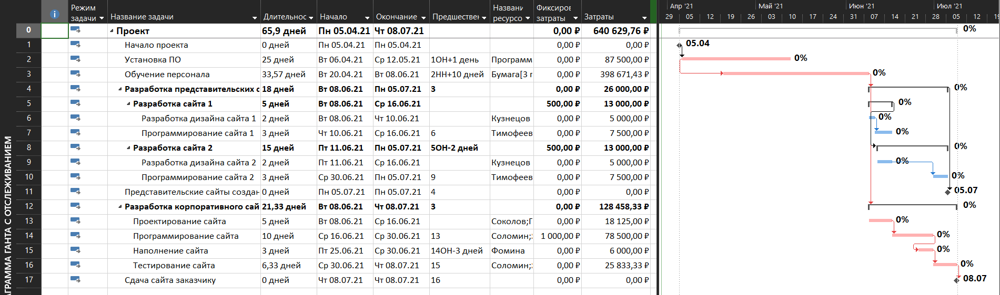 Режим задачи	Название задачи	Длительнос	Начало	Окончание	Предшествен	Названи ресурсо	Фиксиров затраты	Затраты
Апр '21	Май '21	Июн '21	Июл '21
29	05	12	19	26	03	10	17	24	31	07	14	21	28	05	12	19
0	Проект	65,9 дней	Пн 05.04.21	Чт 08.07.21	0,00 ₽	640 629,76 ₽	0%
1	Начало проекта	0 дней	Пн 05.04.21	Пн 05.04.21	0,00 ₽	0,00 ₽	05.04
2	Установка ПО	25 дней	Вт 06.04.21	Ср 12.05.21	1ОН+1 день	Программ	0,00 ₽	87 500,00 ₽	0%
3	Обучение персонала	33,57 дней	Вт 20.04.21	Вт 08.06.21	2НН+10 дней	Бумага[3 г	0,00 ₽	398 671,43 ₽	0%
4	Разработка представительских с	18 дней	Вт 08.06.21	Пн 05.07.21	3	0,00 ₽	26 000,00 ₽	0%
5	Разработка сайта 1	5 дней	Вт 08.06.21	Ср 16.06.21	500,00 ₽	13 000,00 ₽	0%
6	Разработка дизайна сайта 1	2 дней	Вт 08.06.21	Чт 10.06.21	Кузнецов	0,00 ₽	5 000,00 ₽	0%
7	Программирование сайта 1	3 дней	Чт 10.06.21	Ср 16.06.21	6	Тимофеев	0,00 ₽	7 500,00 ₽	0%
8	Разработка сайта 2	15 дней	Пт 11.06.21	Пн 05.07.21	5ОН-2 дней	500,00 ₽	13 000,00 ₽	0%
9	Разработка дизайна сайта 2	2 дней	Пт 11.06.21	Пн 05.07.21	Кузнецов	0,00 ₽	5 000,00 ₽	0%
10	Программирование сайта 2	3 дней	Ср 30.06.21	Пн 05.07.21	9	Тимофеев	0,00 ₽	7 500,00 ₽	0%
11	Представительские сайты создан	0 дней	Пн 05.07.21	Пн 05.07.21	4	0,00 ₽	0,00 ₽	05.07
12	Разработка корпоративного сай	21,33 дней	Вт 08.06.21	Чт 08.07.21	3	0,00 ₽	128 458,33 ₽	0%
13	Проектирование сайта	5 дней	Вт 08.06.21	Ср 16.06.21	Соколов;Г	0,00 ₽	18 125,00 ₽	0%
14	Программирование сайта	10 дней	Ср 16.06.21	Ср 30.06.21	13	Соломин;	1 000,00 ₽	78 500,00 ₽	0%
15	Наполнение сайта	3 дней	Пт 25.06.21	Ср 30.06.21	14ОН-3 дней	Фомина	0,00 ₽	6 000,00 ₽	0%
16	Тестирование сайта	6,33 дней	Ср 30.06.21	Чт 08.07.21	15	Соломин;	0,00 ₽	25 833,33 ₽	0%
17	Сдача сайта заказчику	0 дней	Чт 08.07.21	Чт 08.07.21	16	0,00 ₽	0,00 ₽	08.07
АГРАММА ГАНТА С ОТСЛЕЖИВАНИЕМ